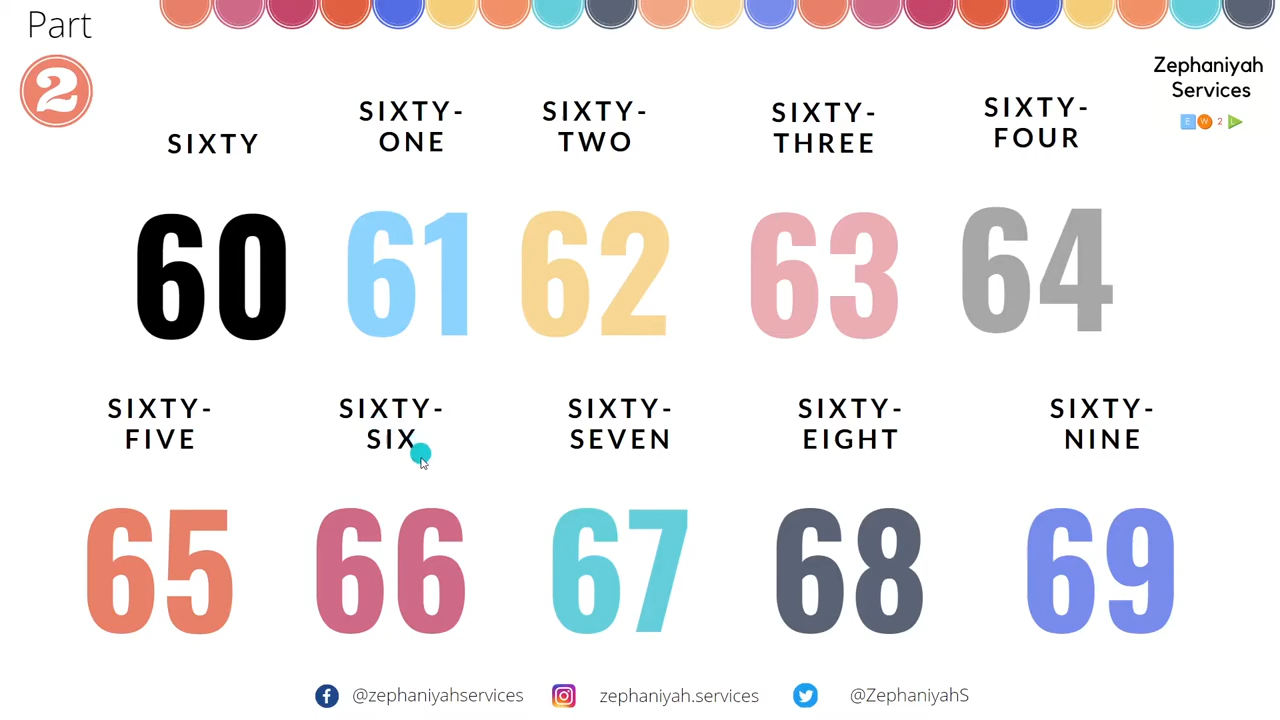 Part
2
Zephaniyah
Services
E W 2 L
SIXTY
SIXTY-
ONE
SIXTY-
TWO
SIXTY-
THREE
SIXTY-
FOUR
60
61
62
63
64
SIXTY-
FIVE
SIXTY-
SIX
SIXTY-
SEVEN
SIXTY-
EIGHT
SIXTY-
NINE
65
66
67
68
69
@zephaniyahservices
zephaniyah.services
@ZephaniyahS